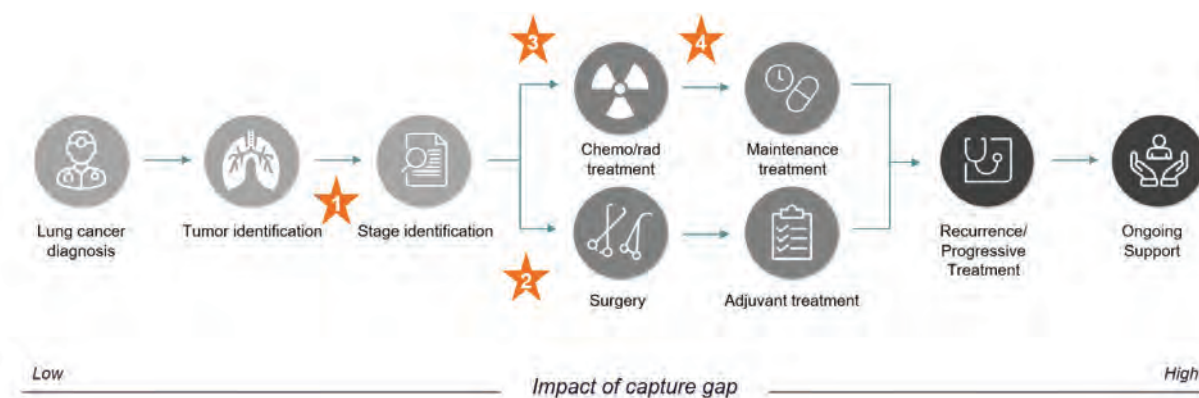 3
4
Chemo/rad
treatment
Maintenance
treatment
1
Lung cancer
diagnosis
Tumor identification
Stage identification
2
Surgery
Adjuvant treatment
Recurrence/
Progressive
Treatment
Ongoing
Support
Low
Impact of capture gap
High